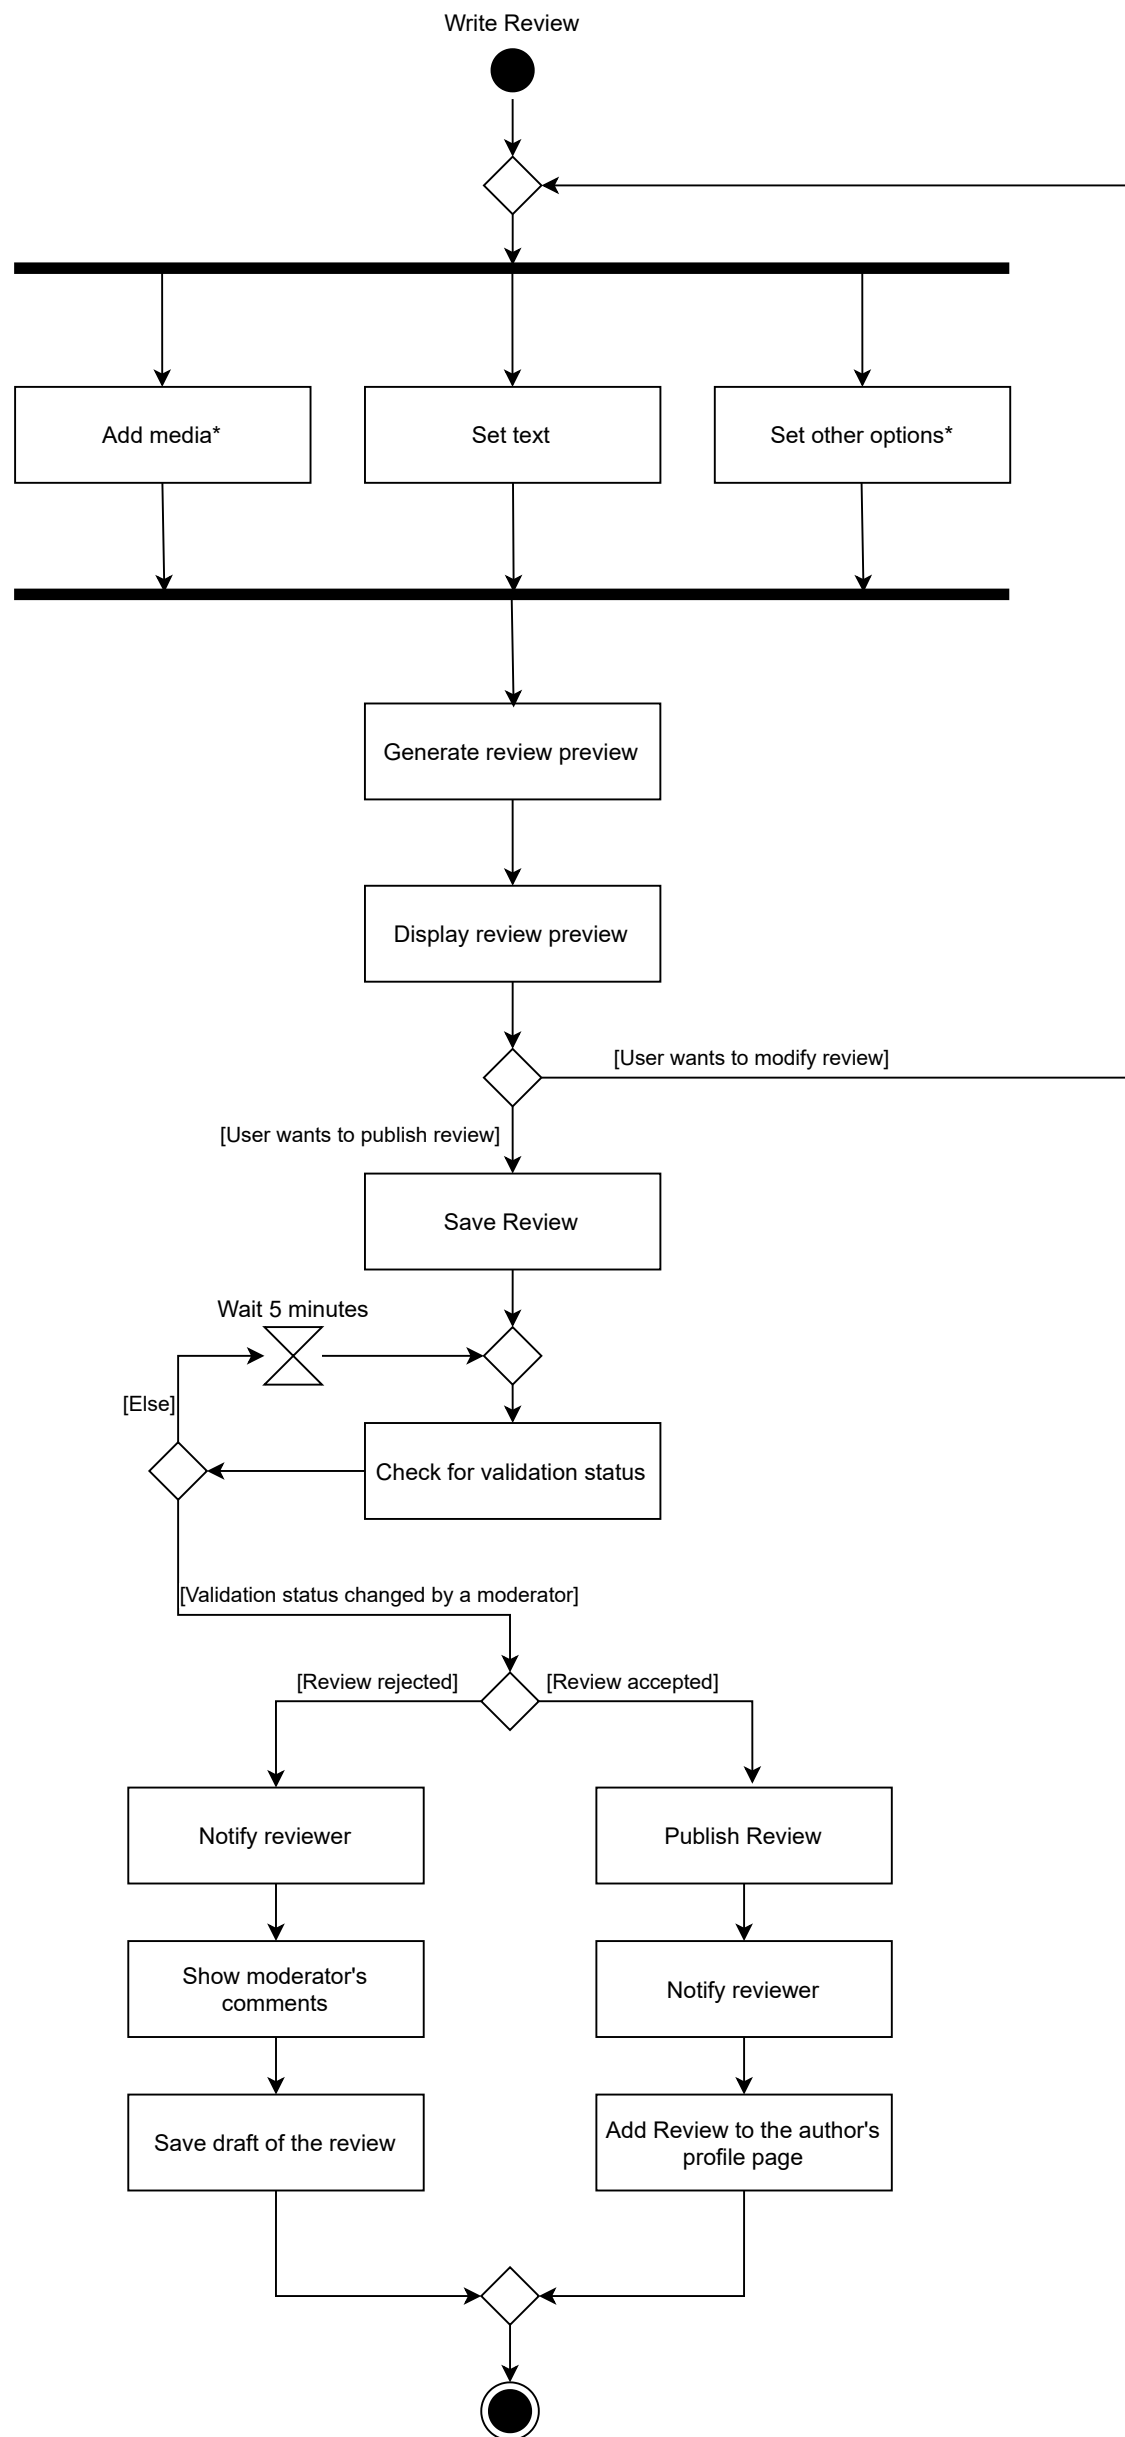 Write Review
Add media*
Set text
Set other options*
Generate review preview
Display review preview
[User wants to modify review]
[User wants to publish review]
Save Review
Wait 5 minutes
[Else]
Check for validation status
[Validation status changed by a moderator]
[Review rejected]
[Review accepted]
Notify reviewer
Publish Review
Show moderator's
comments
Notify reviewer
Save draft of the review
Add Review to the author's
profile page